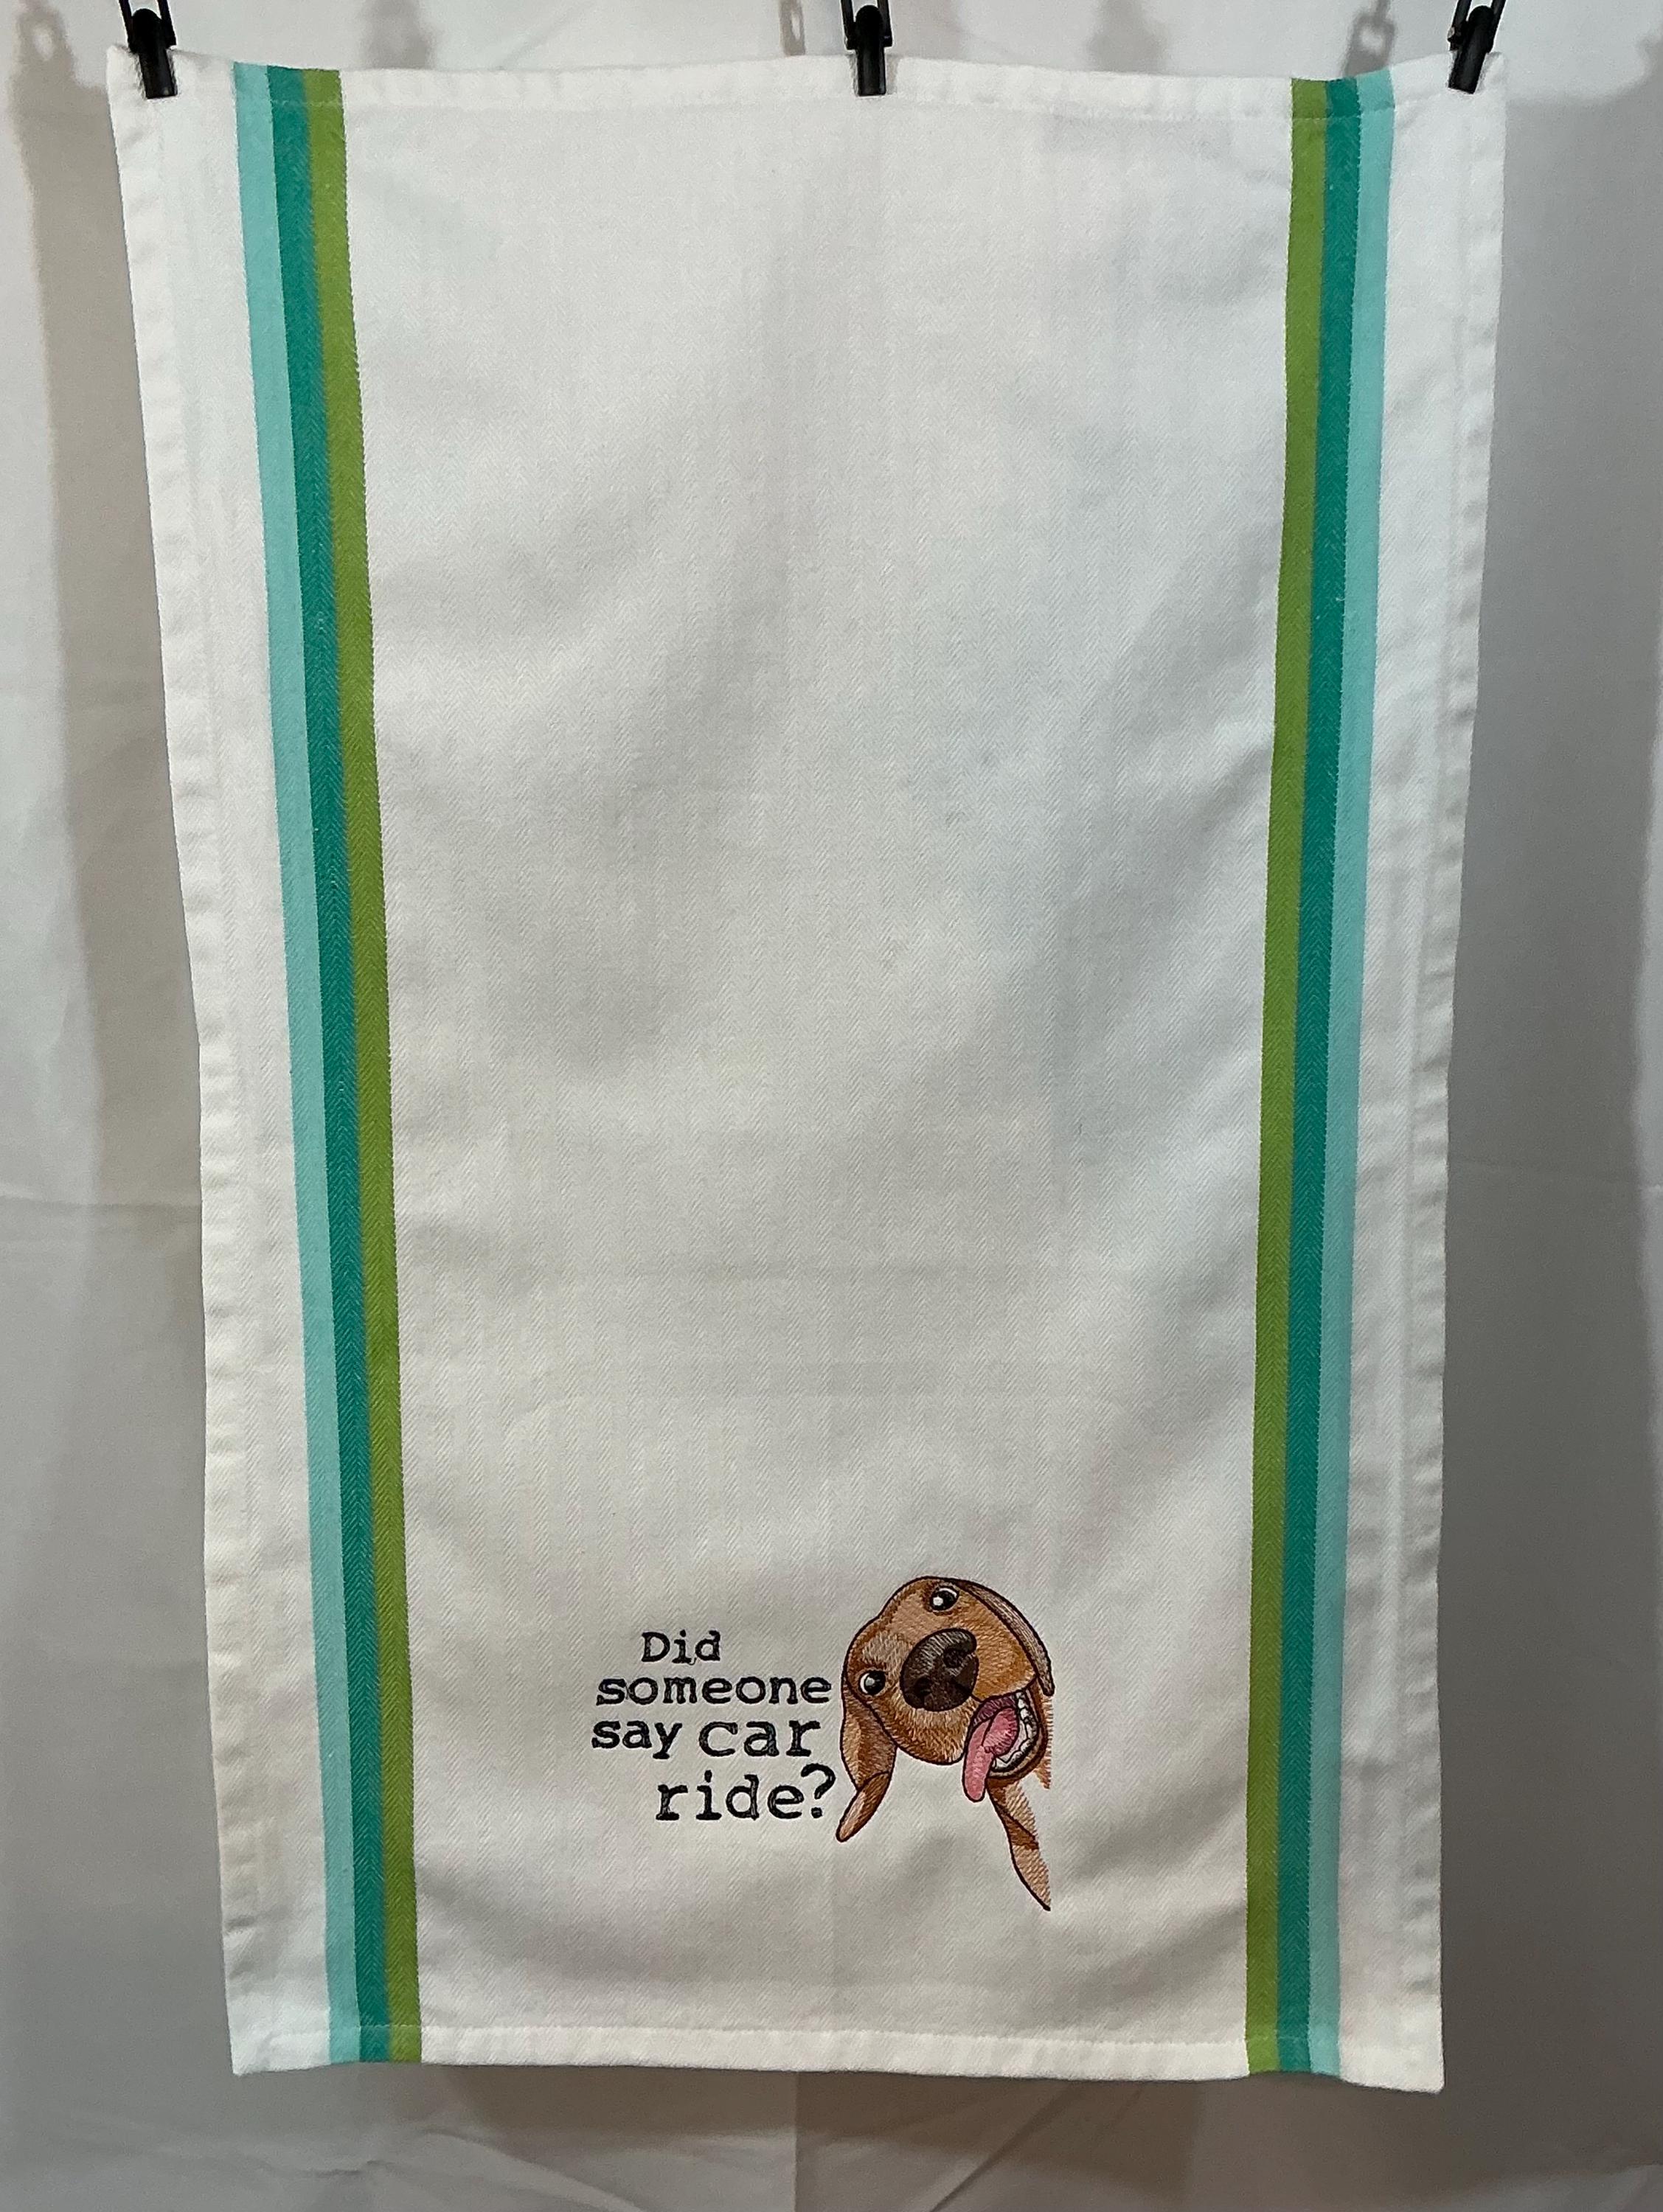 Did
someone
say car
ride?